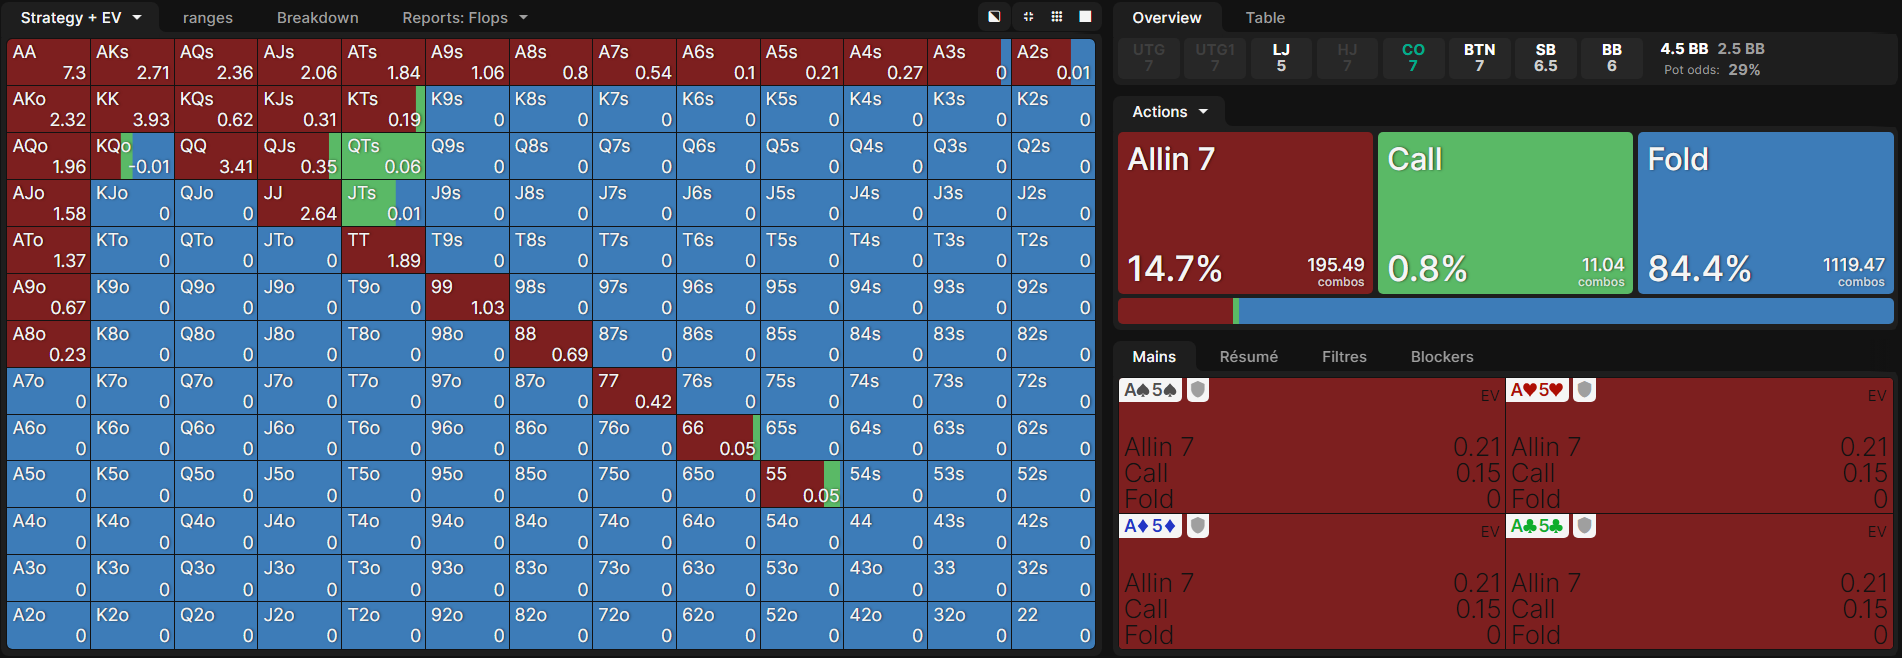 Strategy + EV ranges Breakdown Reports: Flops
AA 7.3 AKs 2.71 AQs 2.36 AJs 2.06 ATs 1.84 A9s 1.06 A8s 0.8 A7s 0.54 A6s 0.1 A5s 0.21 A4s 0.27 A3s 0 A2s 0.01
AKo 2.32 KK 3.93 KQs 0.62 KJs 0.31 KTs 0.19 K9s 0 K8s 0 K7s 0 K6s 0 K5s 0 K4s 0 K3s 0 K2s 0
AQo 1.96 KQo -0.01 QQ 3.41 QJs 0.35 QTs 0.06 Q9s 0 Q8s 0 Q7s 0 Q6s 0 Q5s 0 Q4s 0 Q3s 0 Q2s 0
AJo 1.58 KJo 0 QJo 0 JJ 2.64 JTs 0.01 J9s 0 J8s 0 J7s 0 J6s 0 J5s 0 J4s 0 J3s 0 J2s 0
ATo 1.37 KTo 0 QTo 0 JTo 0 TT 1.89 T9s 0 T8s 0 T7s 0 T6s 0 T5s 0 T4s 0 T3s 0 T2s 0
A9o 0.67 K9o 0 Q9o 0 J9o 0 T9o 0 99 1.03 98s 0 97s 0 96s 0 95s 0 94s 0 93s 0 92s 0
A8o 0.23 K8o 0 Q8o 0 J8o 0 T8o 0 98o 0 88 0.69 87s 0 86s 0 85s 0 84s 0 83s 0 82s 0
A7o 0 K7o 0 Q7o 0 J7o 0 T7o 0 97o 0 87o 0 77 0.42 76s 0 75s 0 74s 0 73s 0 72s 0
A6o 0 K6o 0 Q6o 0 J6o 0 T6o 0 96o 0 86o 0 76o 0 66 0.05 65s 0 64s 0 63s 0 62s 0
A5o 0 K5o 0 Q5o 0 J5o 0 T5o 0 95o 0 85o 0 75o 0 65o 0 55 0.05 54s 0 53s 0 52s 0
A4o 0 K4o 0 Q4o 0 J4o 0 T4o 0 94o 0 84o 0 74o 0 64o 0 54o 0 44 0 43s 0 42s 0
A3o 0 K3o 0 Q3o 0 J3o 0 T3o 0 93o 0 83o 0 73o 0 63o 0 53o 0 43o 0 33 0 32s 0
A2o 0 K2o 0 Q2o 0 J2o 0 T2o 0 92o 0 82o 0 72o 0 62o 0 52o 0 42o 0 32o 0 22 0
Overview Table
UTG UTG1 LJ HJ CO BTN SB BB 4.5 BB 2.5 BB
7 7 5 7 7 7 6.5 6 Pot odds: 29%
Actions
Allin 7 Call Fold
14.7% 195.49 combos 0.8% 11.04 combos 84.4% 1119.47 combos
Mains Résumé Filtres Blockers
A♠5♠ EV A♥5♥ EV
Allin 7 0.21 Allin 7 0.21
Call 0.15 Call 0.15
Fold 0 Fold 0
A♦5♦ EV A♣5♣ EV
Allin 7 0.21 Allin 7 0.21
Call 0.15 Call 0.15
Fold 0 Fold 0